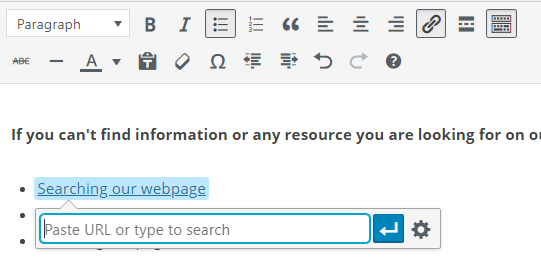 Paragraph B I
ABC A Ω
If you can't find information or any resource you are looking for on o
Searching our webpage
Paste URL or type to search